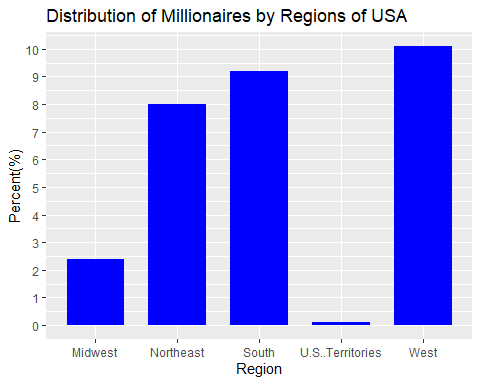 Distribution of Millionaires by Regions of USA
Percent(%)
10
9
8
7
6
5
4
3
2
1
0
Midwest Northeast South U.S..Territories West
Region